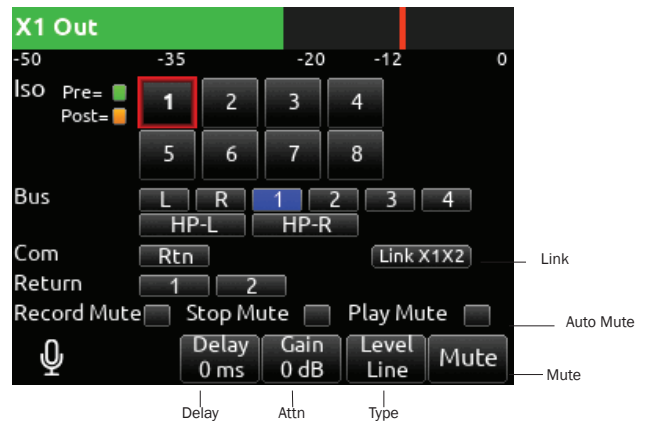 X1 Out
-50 -35 -20 -12 0
Iso Pre= 1 2 3 4
Post=
5 6 7 8
Bus L R 1 2 3 4
HP-L HP-R
Com Rtn Link X1X2 Link
Return 1 2
Record Mute Stop Mute Play Mute Auto Mute
Delay Gain Level Mute
0 ms 0 dB Line Mute
Delay Attn Type